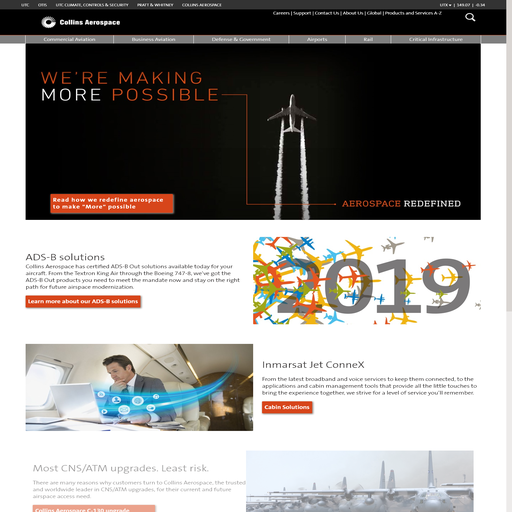 UTC OTIS UTC CLIMATE, CONTROLS & SECURITY PRATT & WHITNEY COLLINS AEROSPACE UTX ▾ | 149.07 | -0.34
Collins Aerospace
Careers | Support | Contact Us | About Us | Global | Products and Services A-Z
Commercial Aviation Business Aviation Defense & Government Airports Rail Critical Infrastructure
WE'RE MAKING
MORE POSSIBLE
AEROSPACE REDEFINED
Read how we redefine aerospace
to make "More" possible
ADS-B solutions
Collins Aerospace has certified ADS-B Out solutions available today for your
aircraft. From the Textron King Air through the Boeing 747-8, we've got the
ADS-B Out products you need to meet the mandate now and stay on the right
path for future airspace modernization.
Learn more about our ADS-B solutions
2019
Inmarsat Jet ConneX
From the latest broadband and voice services to keep them connected, to the
applications and cabin management tools that provide all the little touches to
bring the experience together, we strive for a level of service you'll remember.
Cabin Solutions
Most CNS/ATM upgrades. Least risk.
There are many reasons why customers turn to Collins Aerospace, the trusted
and worldwide leader in CNS/ATM upgrades, for their current and future
airspace access need.
Collins Aerospace C-130 upgrade